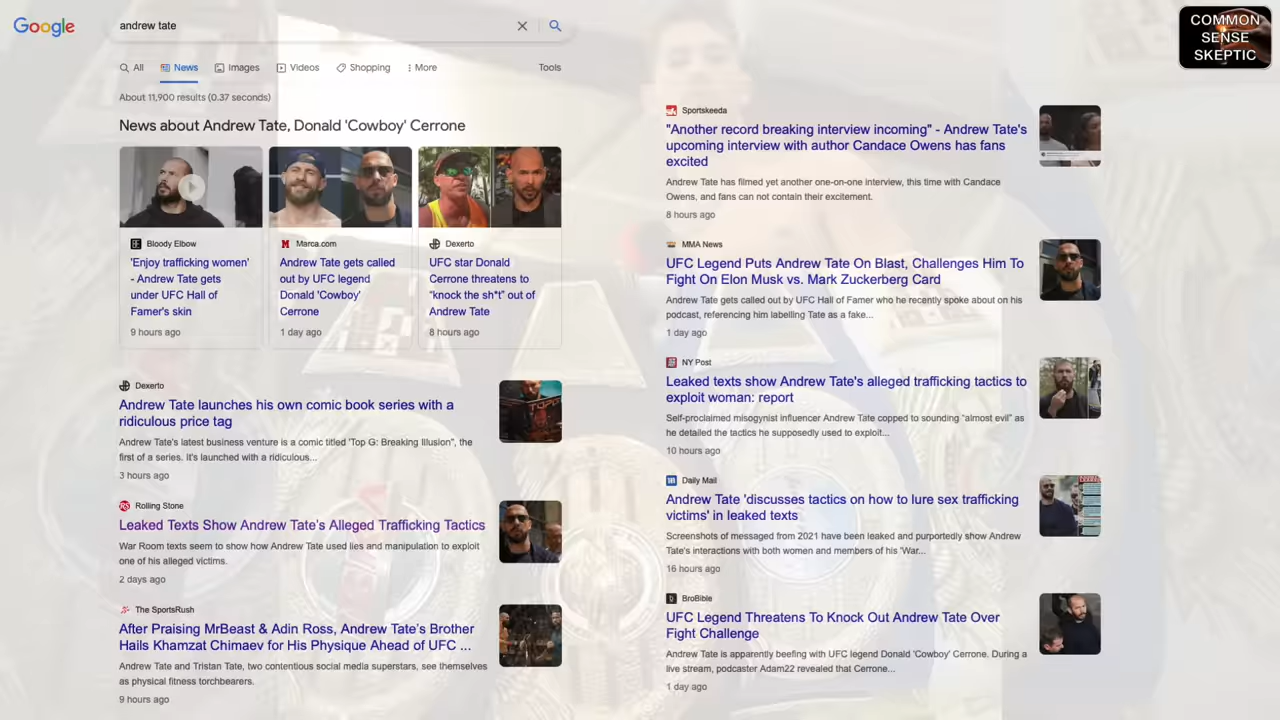 Google
andrew tate
All
News
Images
Videos
Shopping
More
Tools
About 11,900 results (0.37 seconds)
News about Andrew Tate, Donald 'Cowboy' Cerrone
Bloody Elbow
'Enjoy trafficking women'
- Andrew Tate gets
under UFC Hall of
Famer's skin
9 hours ago
Marca.com
Andrew Tate gets called
out by UFC legend
Donald 'Cowboy'
Cerrone
1 day ago
Dexerto
UFC star Donald
Cerrone threatens to
“knock the sh*t” out of
Andrew Tate
8 hours ago
Dexerto
Andrew Tate launches his own comic book series with a
ridiculous price tag
Andrew Tate's latest business venture is a comic titled 'Top G: Breaking Illusion”, the
first of a series. It's launched with a ridiculous...
3 hours ago
Rolling Stone
Leaked Texts Show Andrew Tate's Alleged Trafficking Tactics
War Room texts seem to show how Andrew Tate used lies and manipulation to exploit
one of his alleged victims.
2 days ago
The SportsRush
After Praising MrBeast & Adin Ross, Andrew Tate's Brother
Hails Khamzat Chimaev for His Physique Ahead of UFC ...
Andrew Tate and Tristan Tate, two contentious social media superstars, see themselves
as physical fitness torchbearers.
9 hours ago
COMMON
SENSE
SKEPTIC
Sportskeeda
"Another record breaking interview incoming” - Andrew Tate's
upcoming interview with author Candace Owens has fans
excited
Andrew Tate has filmed yet another one-on-one interview, this time with Candace
Owens, and fans can not contain their excitement.
8 hours ago
MMA News
UFC Legend Puts Andrew Tate On Blast, Challenges Him To
Fight On Elon Musk vs. Mark Zuckerberg Card
Andrew Tate gets called out by UFC Hall of Famer who he recently spoke about on his
podcast, referencing him labelling Tate as a fake...
1 day ago
NY Post
Leaked texts show Andrew Tate's alleged trafficking tactics to
exploit woman: report
Self-proclaimed misogynist influencer Andrew Tate copped to sounding “almost evil” as
he detailed the tactics he supposedly used to exploit...
10 hours ago
Daily Mail
Andrew Tate 'discusses tactics on how to lure sex trafficking
victims' in leaked texts
Screenshots of messaged from 2021 have been leaked and purportedly show Andrew
Tate's interactions with both women and members of his 'War...
16 hours ago
BroBible
UFC Legend Threatens To Knock Out Andrew Tate Over
Fight Challenge
Andrew Tate is apparently beefing with UFC legend Donald 'Cowboy' Cerrone. During a
live stream, podcaster Adam22 revealed that Cerrone...
1 day ago